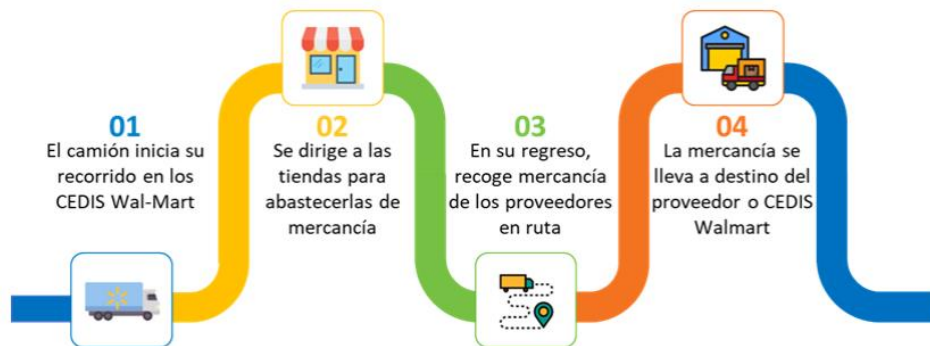 01
El camión inicia su
recorrido en los
CEDIS Wal-Mart
02
Se dirige a las
tiendas para
abastecerlas de
mercancía
03
En su regreso,
recoge mercancía
de los proveedores
en ruta
04
La mercancía se
lleva a destino del
proveedor o CEDIS
Walmart